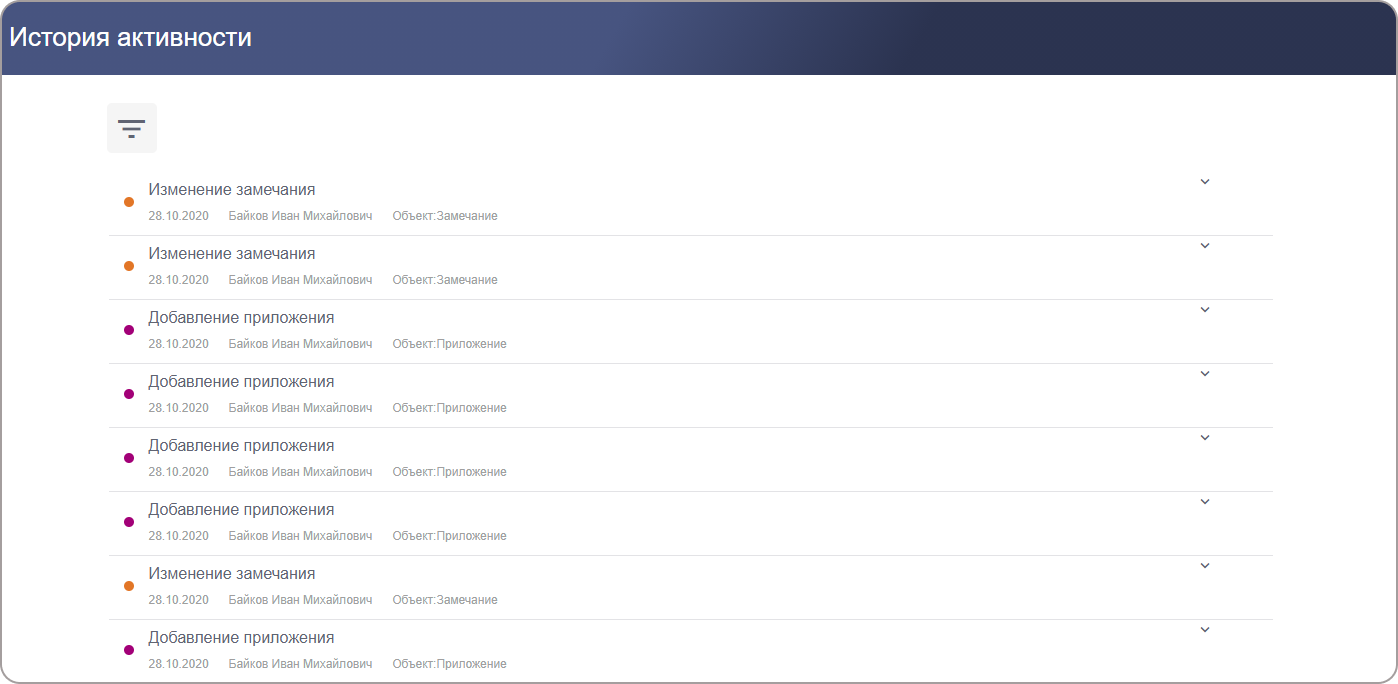 История активности
Изменение замечания
28.10.2020 Байков Иван Михайлович Объект:Замечание
Изменение замечания
28.10.2020 Байков Иван Михайлович Объект:Замечание
Добавление приложения
28.10.2020 Байков Иван Михайлович Объект:Приложение
Добавление приложения
28.10.2020 Байков Иван Михайлович Объект:Приложение
Добавление приложения
28.10.2020 Байков Иван Михайлович Объект:Приложение
Добавление приложения
28.10.2020 Байков Иван Михайлович Объект:Приложение
Изменение замечания
28.10.2020 Байков Иван Михайлович Объект:Замечание
Добавление приложения
28.10.2020 Байков Иван Михайлович Объект:Приложение